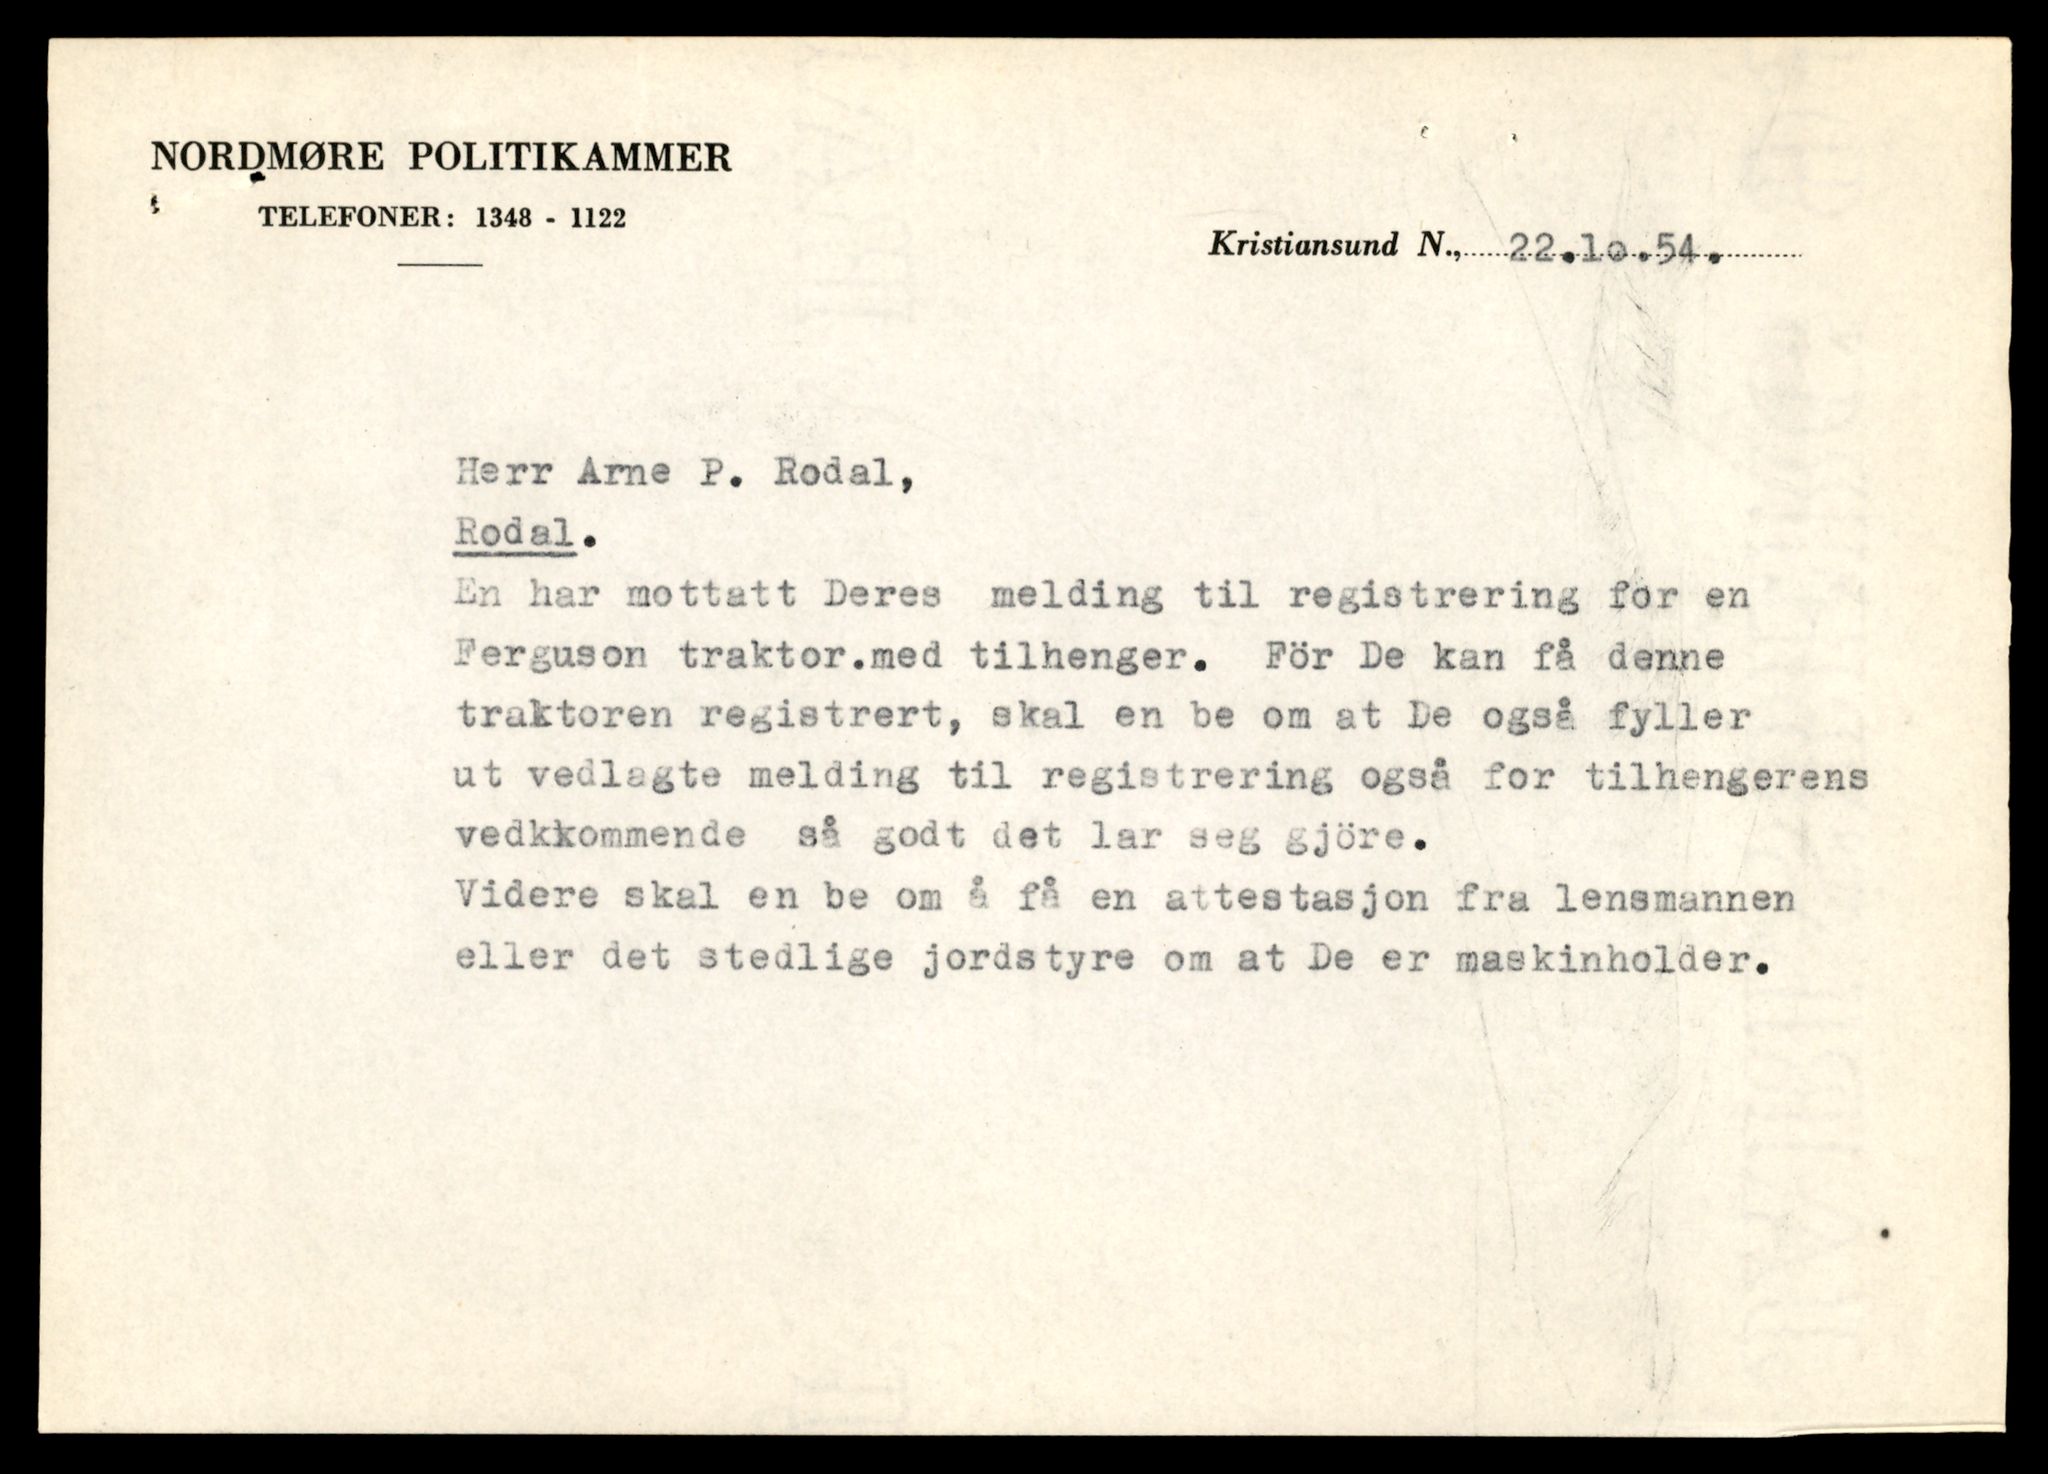 NORDMØRE POLITIKAMMER
TELEFONER: 1348 - 1122
Kristiansund N., 22.lo.54.
Herr Arne P. Rodal,
Rodal.
En har mottatt Deres melding til registrering for en
Ferguson traktor.med tilhenger. För De kan få denne
traktoren registrert, skal en be om at De også fyller
ut vedlagte melding til registrering også for tilhengerens
vedkkommende så godt det lar seg gjöre.
Videre skal en be om å få en attestasjon fra lensmannen
eller det stedlige jordstyre om at De er maskinholder.